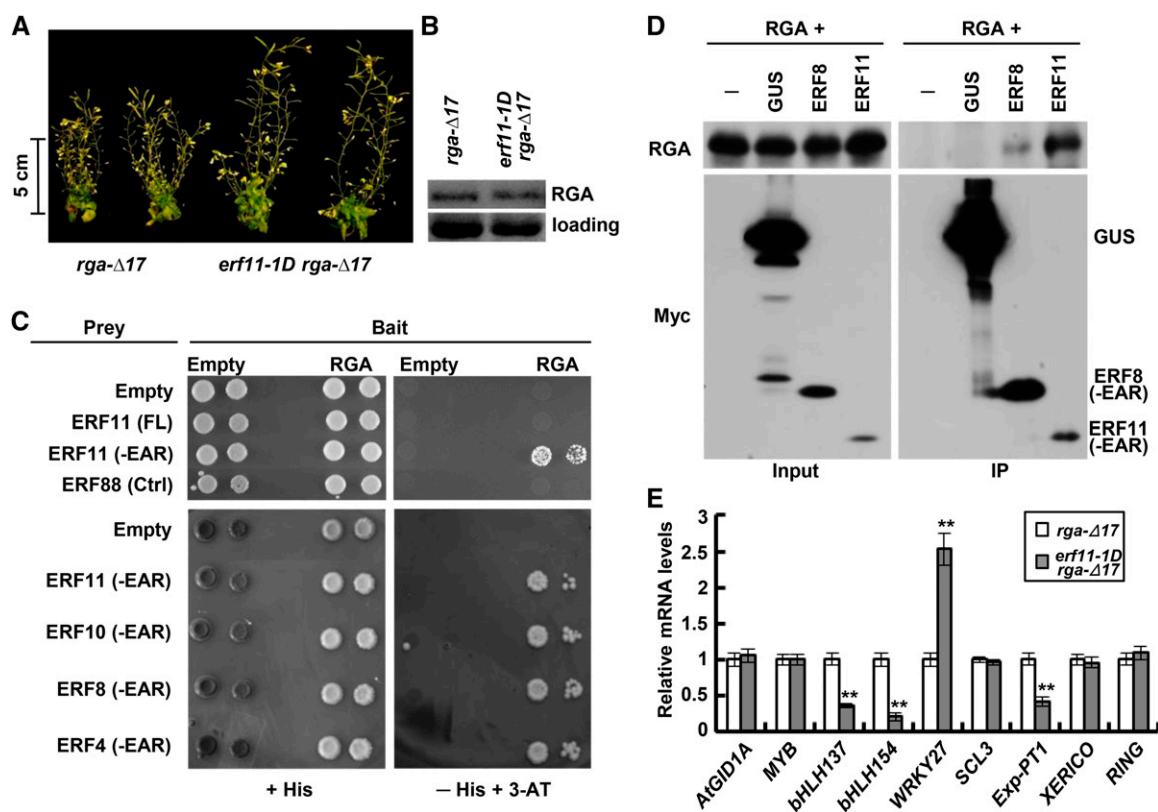 A
5 cm
rga-Δ17
erf11-1D rga-Δ17
B
rga-Δ17
erf11-1D
rga-Δ17
RGA
loading
C
Prey
Bait
Empty
RGA
Empty
RGA
Empty
ERF11 (FL)
ERF11 (-EAR)
ERF88 (Ctrl)
Empty
ERF11 (-EAR)
ERF10 (-EAR)
ERF8 (-EAR)
ERF4 (-EAR)
+ His
– His + 3-AT
D
RGA +
RGA +
–
GUS
ERF8
ERF11
–
GUS
ERF8
ERF11
RGA
Myc
GUS
ERF8
(-EAR)
ERF11
(-EAR)
Input
IP
E
Relative mRNA levels
3
2.5
2
1.5
1
0.5
0
**
**
**
**
rga-Δ17
erf11-1D
rga-Δ17
AtGID1A
MYB
bHLH137
bHLH154
WRKY27
SCL3
Exp-PT1
XERICO
RING